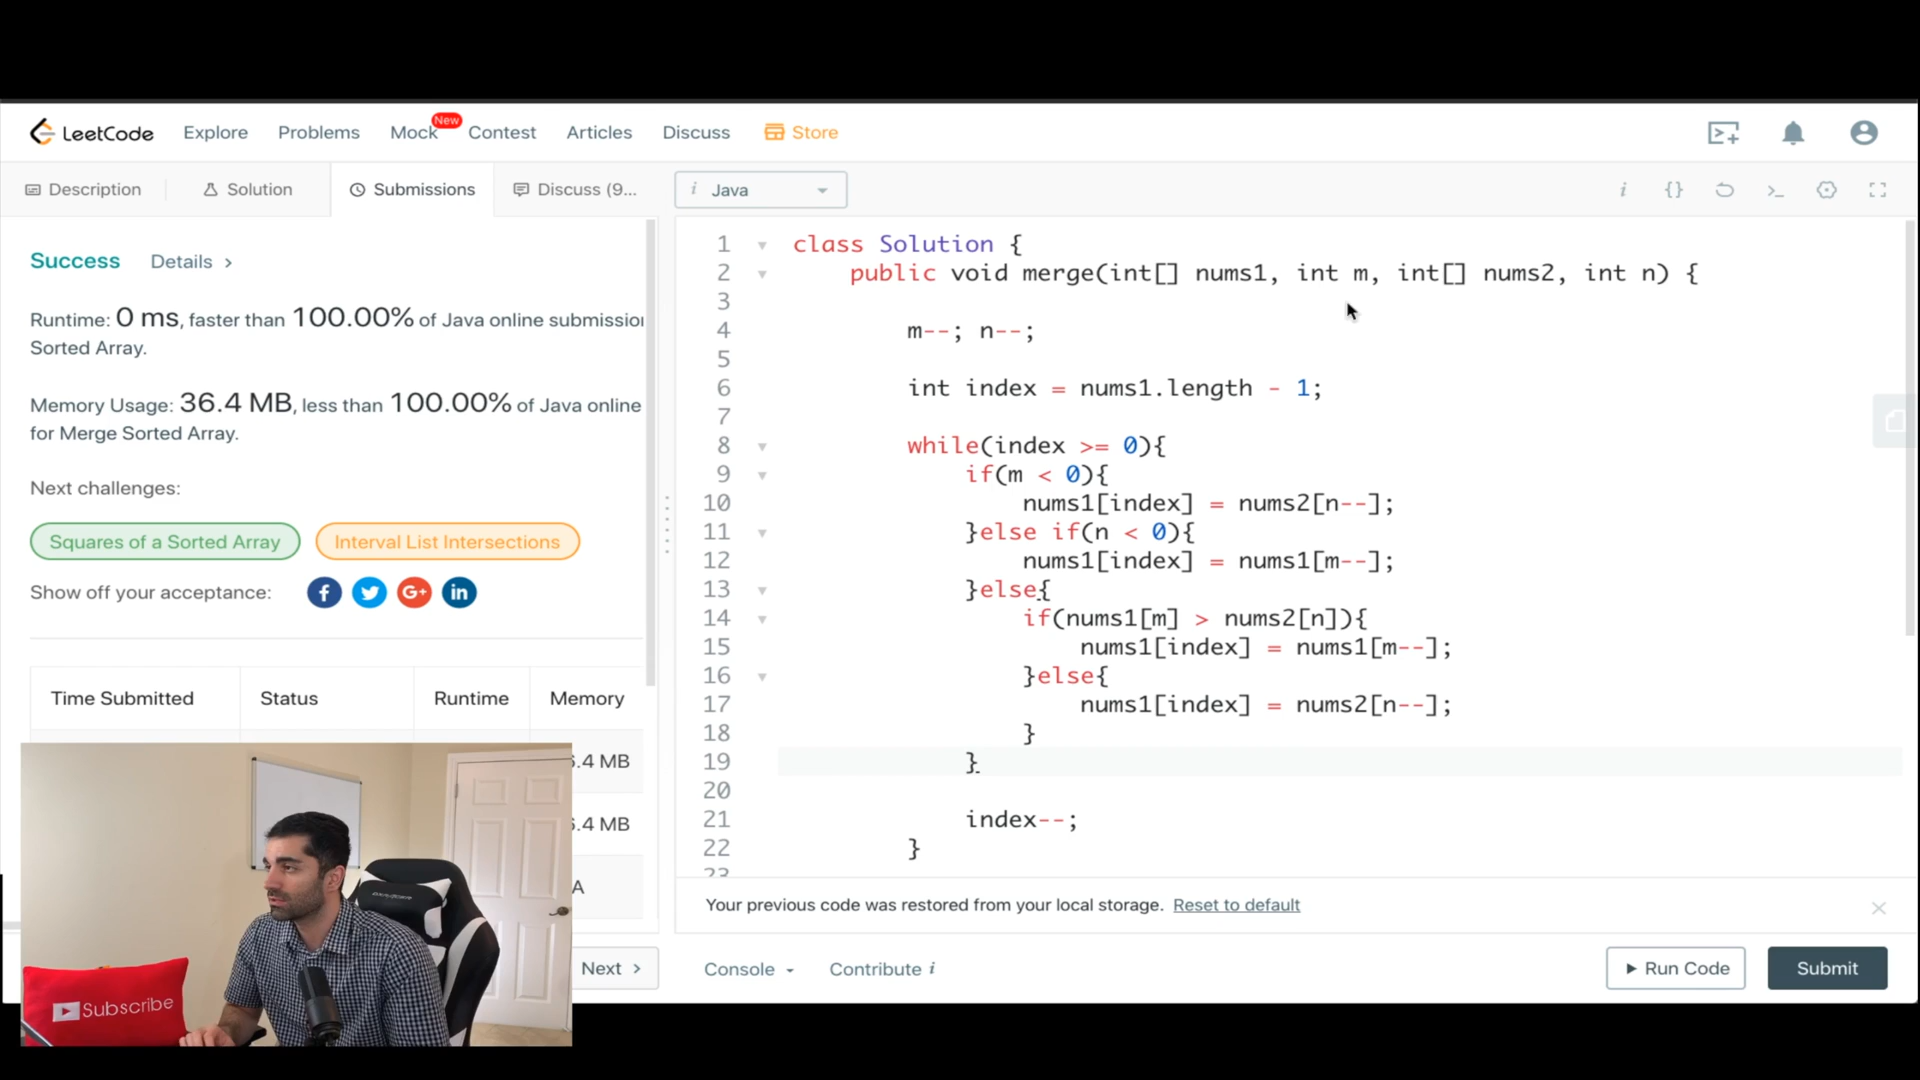 LeetCode Explore Problems Mock New Contest Articles Discuss Store
Description Solution Submissions Discuss (9...
i Java
i {} >_
Success Details >
Runtime: 0 ms, faster than 100.00% of Java online submissio
Sorted Array.
Memory Usage: 36.4 MB, less than 100.00% of Java online
for Merge Sorted Array.
Next challenges:
Squares of a Sorted Array Interval List Intersections
Show off your acceptance: f G+ in
Time Submitted Status Runtime Memory
.4 MB
.4 MB
A
Next >
Subscribe
1 class Solution {
2 public void merge(int[] nums1, int m, int[] nums2, int n) {
3
4 m--; n--;
5
6 int index = nums1.length - 1;
7
8 while(index >= 0){
9 if(m < 0){
10 nums1[index] = nums2[n--];
11 }else if(n < 0){
12 nums1[index] = nums1[m--];
13 }else{
14 if(nums1[m] > nums2[n]){
15 nums1[index] = nums1[m--];
16 }else{
17 nums1[index] = nums2[n--];
18 }
19 }
20
21 index--;
22 }
23
Your previous code was restored from your local storage. Reset to default
Console Contribute i
Run Code Submit